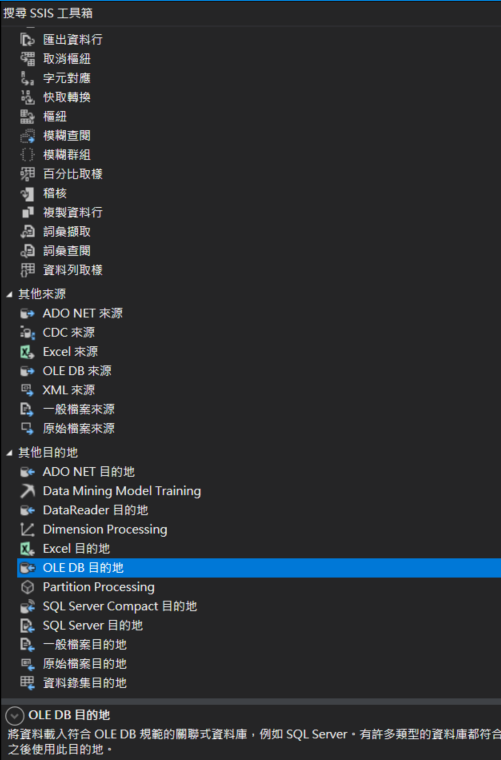 搜尋 SSIS 工具箱
匯出資料行
取消樞紐
字元對應
快取轉換
樞紐
模糊查閱
模糊群組
百分比取樣
稽核
複製資料行
詞彙擷取
詞彙查閱
資料列取樣
其他來源
ADO NET 來源
CDC 來源
Excel 來源
OLE DB 來源
XML 來源
一般檔案來源
原始檔案來源
其他目的地
ADO NET 目的地
Data Mining Model Training
DataReader 目的地
Dimension Processing
Excel 目的地
OLE DB 目的地
Partition Processing
SQL Server Compact 目的地
SQL Server 目的地
一般檔案目的地
原始檔案目的地
資料錄集目的地
OLE DB 目的地
將資料載入符合 OLE DB 規範的關聯式資料庫，例如 SQL Server。有許多類型的資料庫都符合
之後使用此目的地。